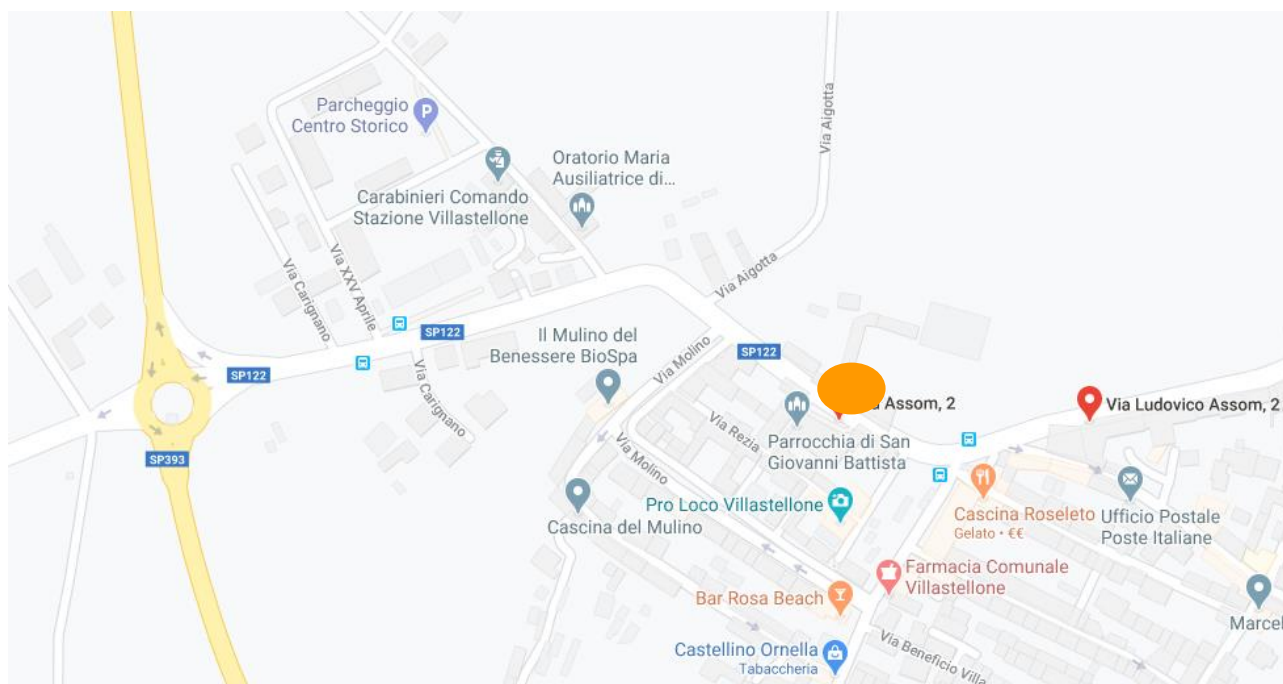 Parcheggio
Centro Storico
P
Via Aigotta
Oratorio Maria
Ausiliatrice di...
Carabinieri Comando
Stazione Villastellone
Via Carignano
Via XXV Aprile
Via Aigotta
SP122
Il Mulino del
Benessere BioSpa
Via Molino
SP122
SP122
Via Carignano
Assom, 2
Via Ludovico Assom, 2
Via Rezia
Parrocchia di San
Giovanni Battista
SP393
Via Molino
Pro Loco Villastellone
Cascina Roseleto
Gelato • €€
Ufficio Postale
Poste Italiane
Cascina del Mulino
Farmacia Comunale
Villastellone
Bar Rosa Beach
Marcel
Via Beneficio Villa
Castellino Ornella
Tabaccheria